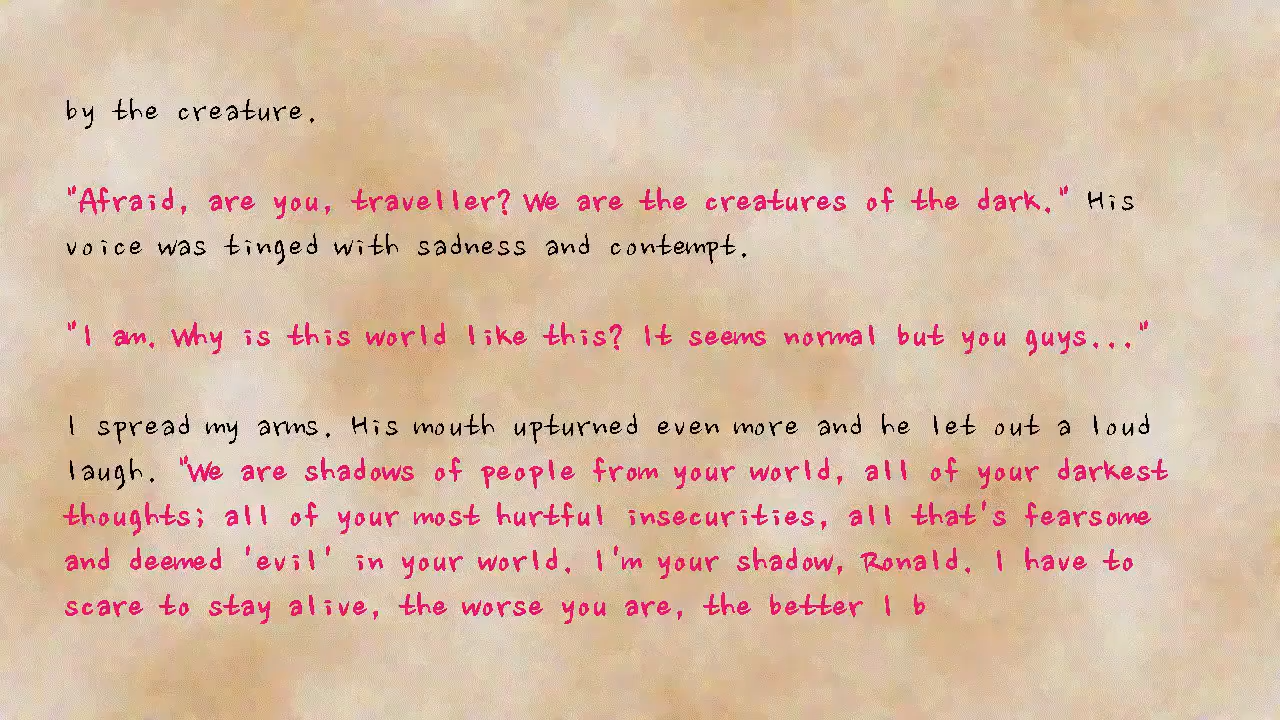 by the creature.
"Afraid, are you, traveller? We are the creatures of the dark." His
voice was tinged with sadness and contempt.
"I am. Why is this world like this? It seems normal but you guys..."
I spread my arms. His mouth upturned even more and he let out a loud
laugh. "We are shadows of people from your world, all of your darkest
thoughts; all of your most hurtful insecurities, all that's fearsome
and deemed 'evil' in your world. I'm your shadow, Ronald. I have to
scare to stay alive, the worse you are, the better I b